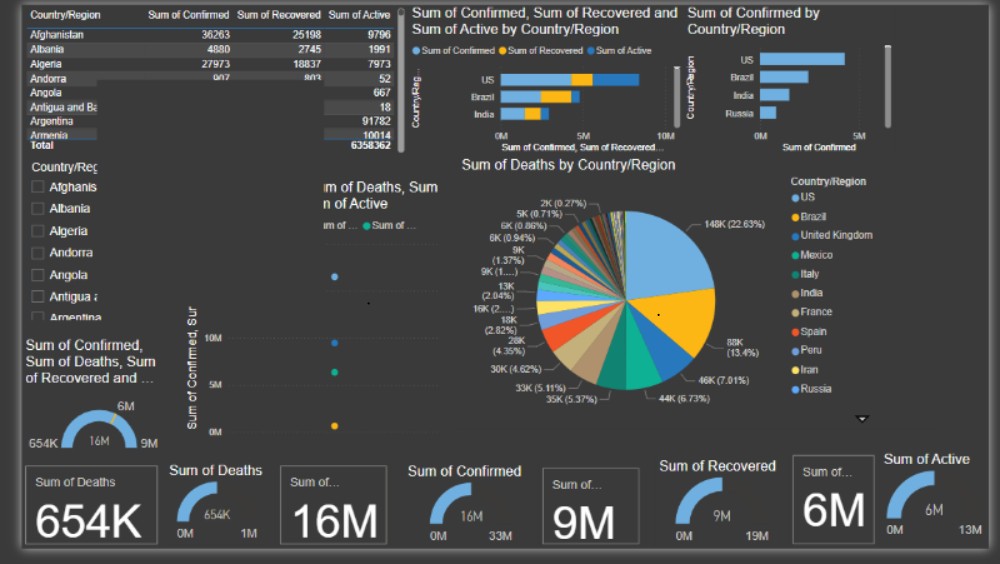 Country/Region Sum of Confirmed Sum of Recovered Sum of Active
Afghanistan 36263 25198 9796
Albania 4880 2745 1991
Algeria 27973 18837 7973
Andorra 907 803 52
Angola 667
Antigua and Ba 18
Argentina 91782
Armenia 10014
Total 6358362
Sum of Confirmed, Sum of Recovered and
Sum of Active by Country/Region
Sum of Confirmed Sum of Recovered Sum of Active
Country/Reg...
US
Brazil
India
0M 5M 10M
Sum of Confirmed, Sum of Recovered...
Sum of Confirmed by
Country/Region
Country/Region
US
Brazil
India
Russia
0M 5M
Sum of Confirmed
Country/Reg
Afghanis
Albania
Algeria
Andorra
Angola
Antigua a
Argentina
m of Deaths, Sum
n of Active
m of ... Sum of ...
Sum of Confirmed, Sur
10M
5M
0M
Sum of Deaths by Country/Region
148K (22.63%)
88K
(13.4%)
46K (7.01%)
44K (6.73%)
35K (5.37%)
33K (5.11%)
30K (4.62%)
28K
(4.35%)
18K
(2.82%)
16K (2....)
13K
(2.04%)
9K (1....)
9K
(1.37%)
6K (0.94%)
6K (0.86%)
5K (0.71%)
2K (0.27%)
Country/Region
US
Brazil
United Kingdom
Mexico
Italy
India
France
Spain
Peru
Iran
Russia
Sum of Confirmed,
Sum of Deaths, Sum
of Recovered and ...
6M
654K 16M 9M
Sum of Deaths
654K
Sum of Deaths
654K
0M 1M
Sum of...
16M
Sum of Confirmed
16M
0M 33M
Sum of...
9M
Sum of Recovered
9M
0M 19M
Sum of...
6M
Sum of Active
6M
0M 13M